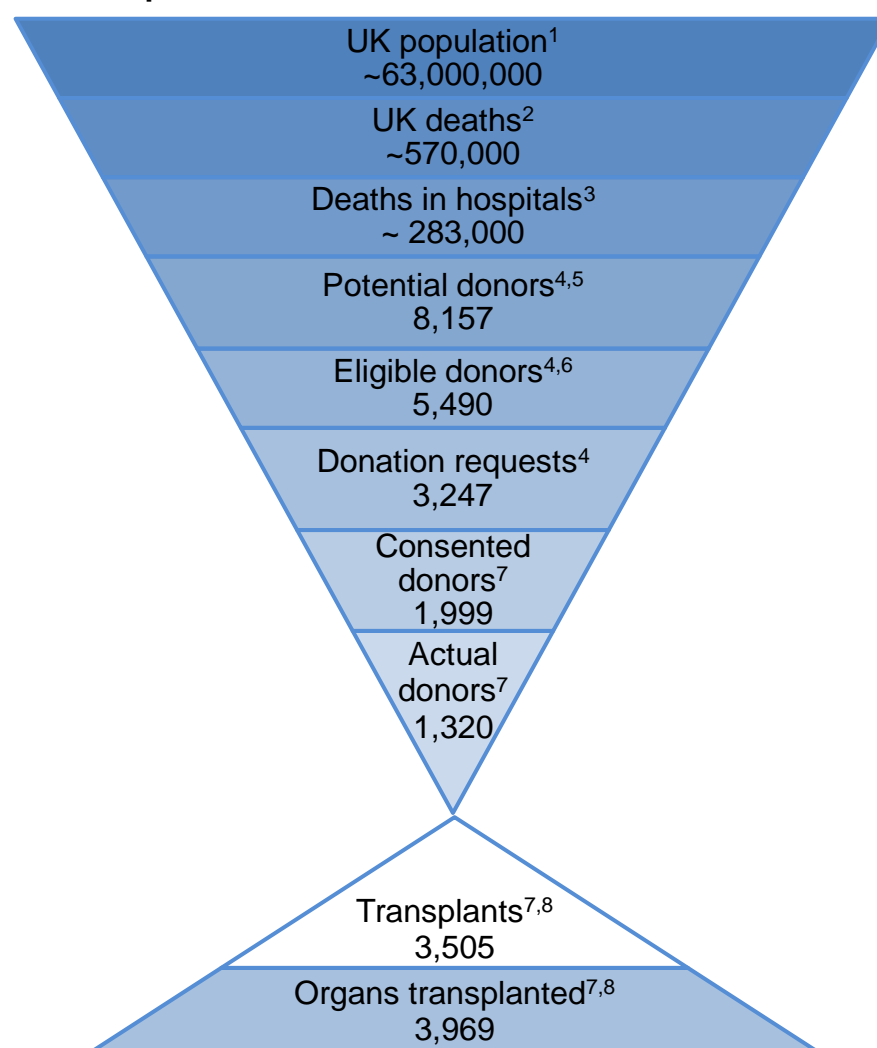 UK population1
~63,000,000
UK deaths2
~570,000
Deaths in hospitals3
~ 283,000
Potential donors4,5
8,157
Eligible donors4,6
5,490
Donation requests4
3,247
Consented
donors7
1,999
Actual
donors7
1,320
Transplants7,8
3,505
Organs transplanted7,8
3,969